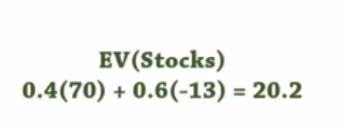 EV(Stocks)
0.4(70) + 0.6(-13) = 20.2